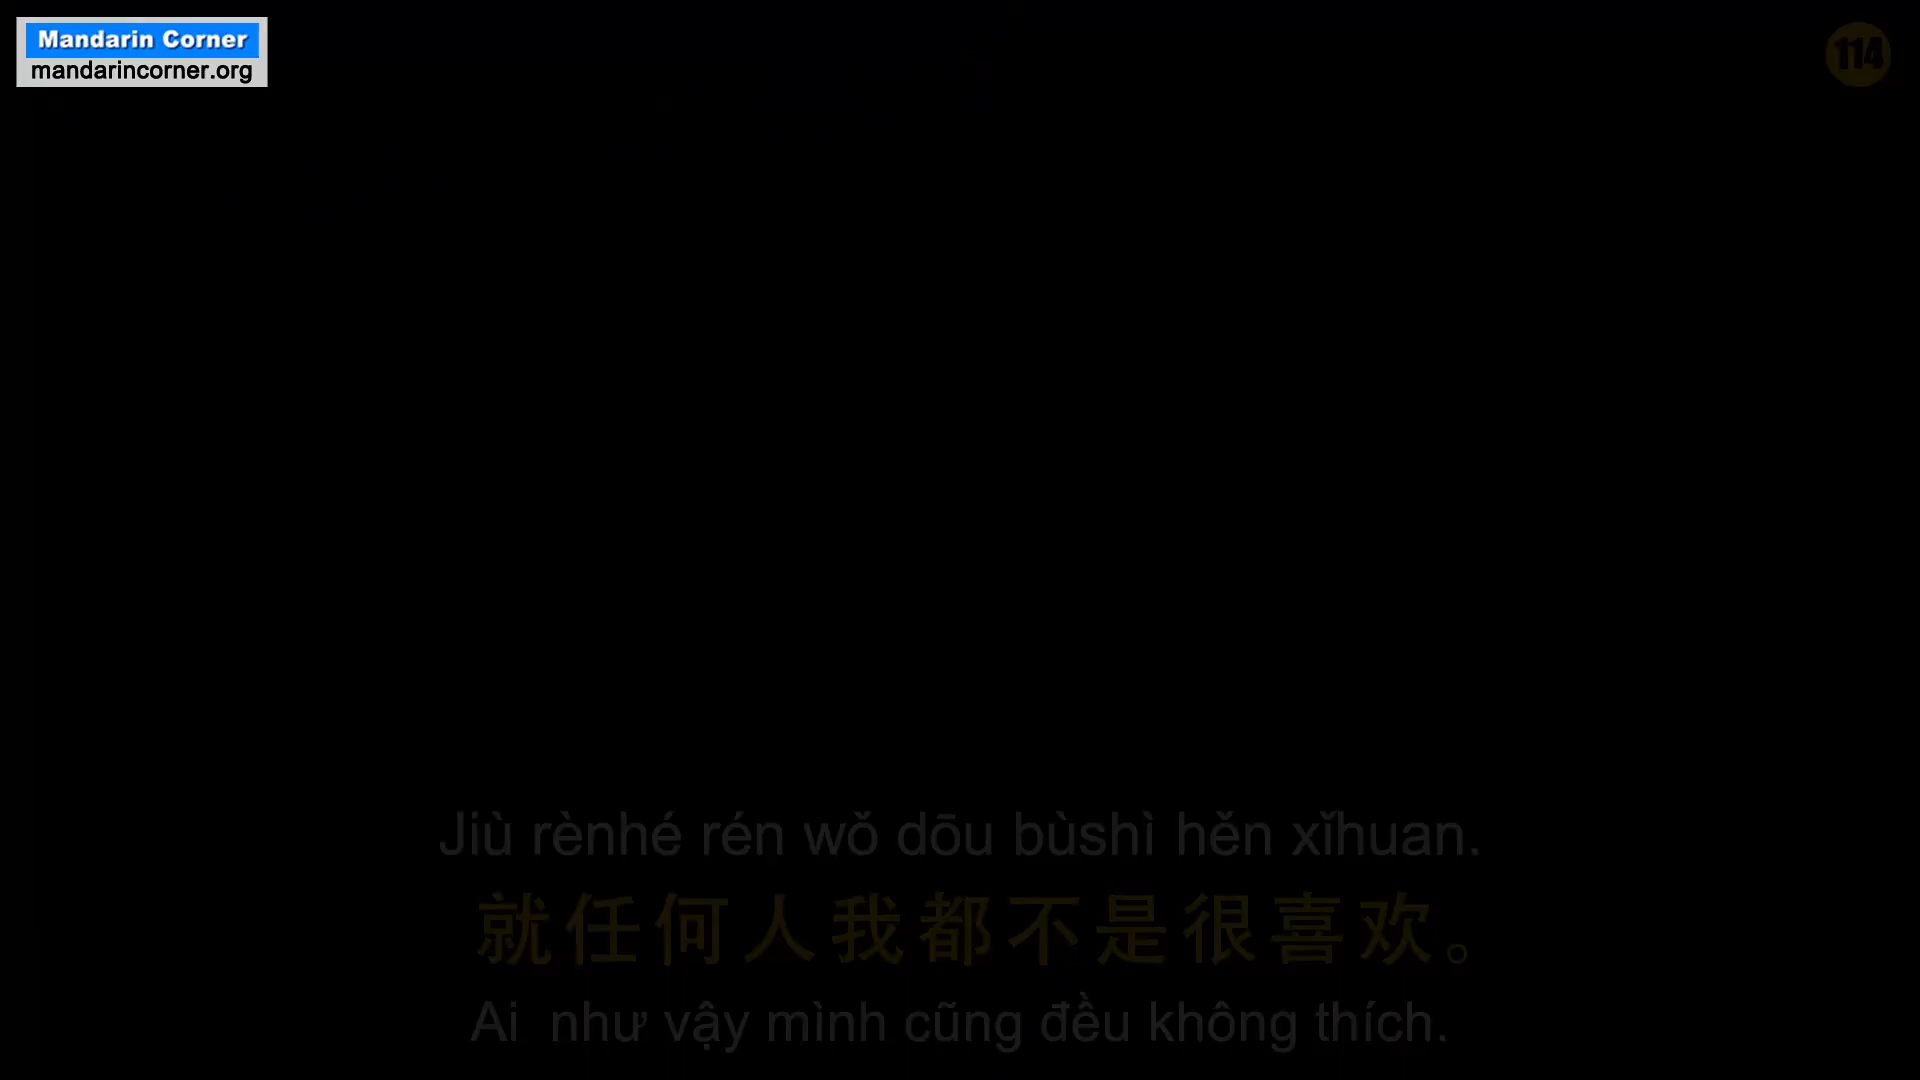 Mandarin Corner
mandarincorner.org
114
Jiù rènhé rén wǒ dōu bùshì hěn xǐhuan.
就任何人我都不是很喜欢。
Ai như vậy mình cũng đều không thích.